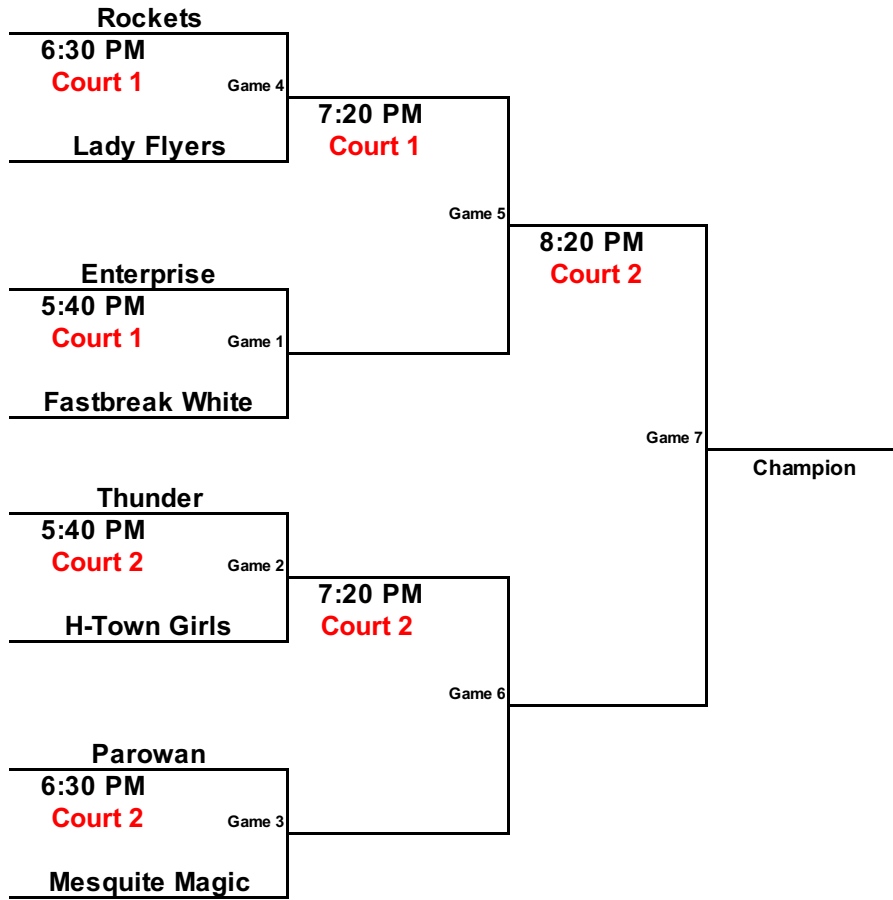 Rockets
6:30 PM
Court 1
Game 4
7:20 PM
Court 1
Lady Flyers
Game 5
8:20 PM
Court 2
Enterprise
5:40 PM
Court 1
Game 1
Fastbreak White
Game 7
Champion
Thunder
5:40 PM
Court 2
Game 2
7:20 PM
Court 2
H-Town Girls
Game 6
Parowan
6:30 PM
Court 2
Game 3
Mesquite Magic